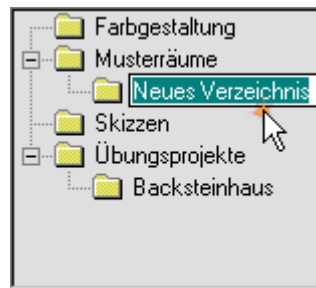 Farbgestaltung
Musterräume
Neues Verzeichnis
Skizzen
Übungsprojekte
Backsteinhaus